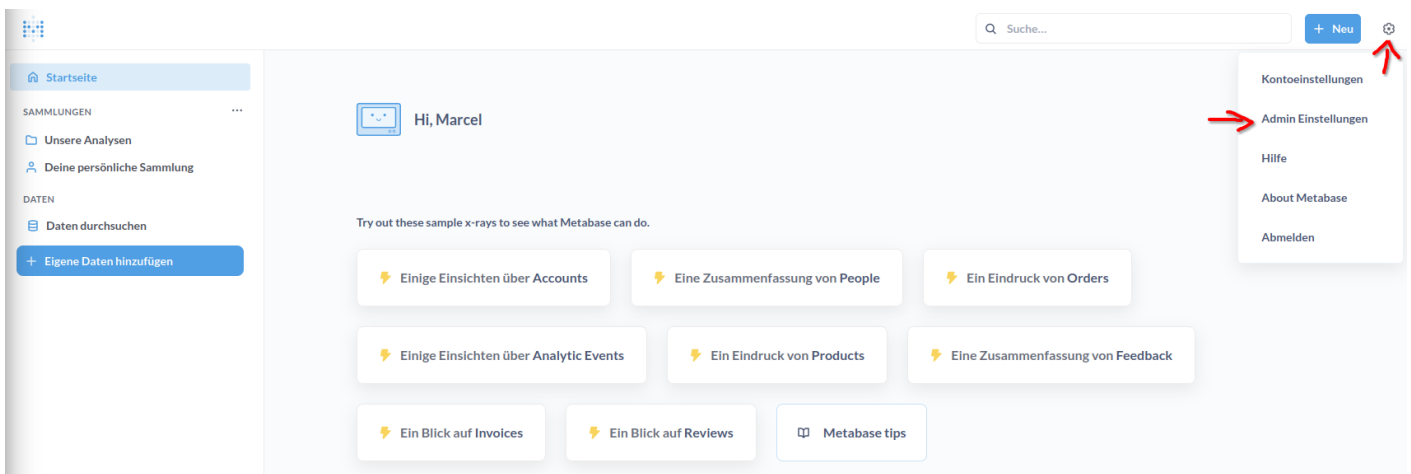 Suche...
+ Neu
Startseite
SAMMLUNGEN
...
Unsere Analysen
Deine persönliche Sammlung
DATEN
Daten durchsuchen
+ Eigene Daten hinzufügen
Hi, Marcel
Try out these sample x-rays to see what Metabase can do.
Einige Einsichten über Accounts
Eine Zusammenfassung von People
Ein Eindruck von Orders
Einige Einsichten über Analytic Events
Ein Eindruck von Products
Eine Zusammenfassung von Feedback
Ein Blick auf Invoices
Ein Blick auf Reviews
Metabase tips
Kontoeinstellungen
Admin Einstellungen
Hilfe
About Metabase
Abmelden